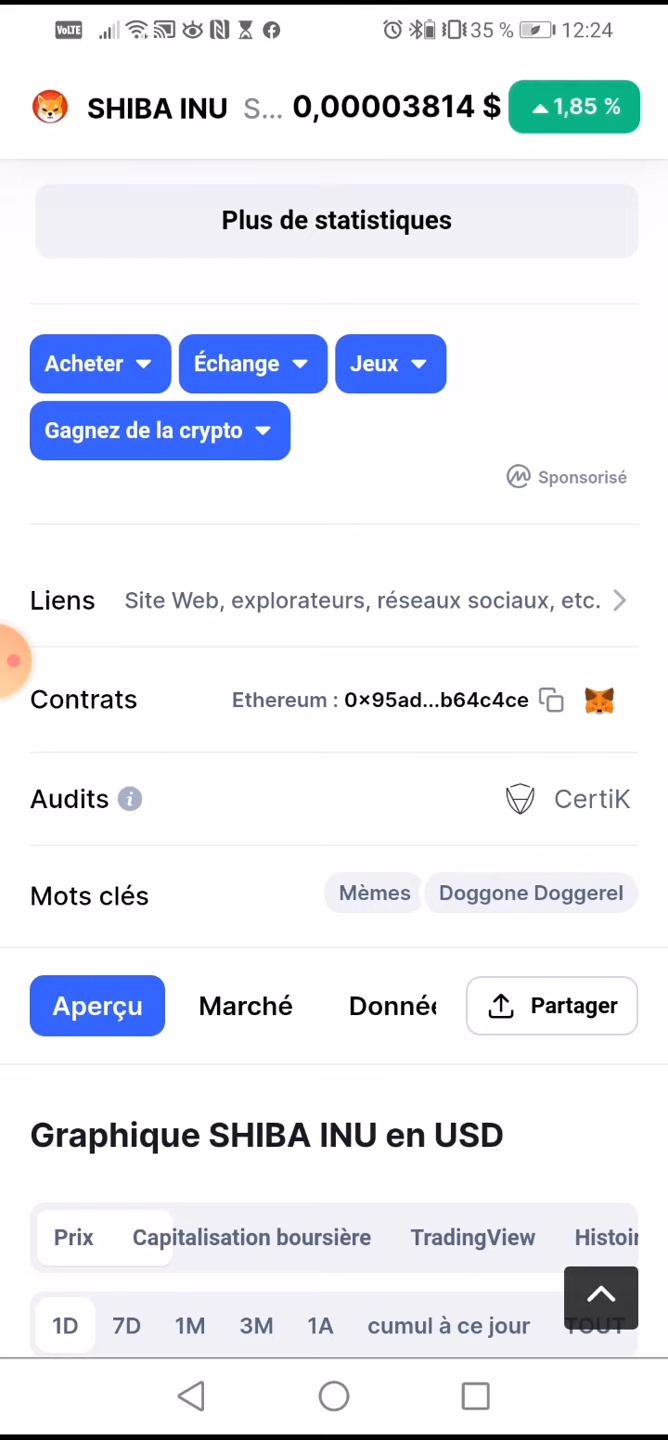 VoLTE 35 % 12:24
SHIBA INU S... 0,00003814 $ 1,85 %
Plus de statistiques
Acheter Échange Jeux
Gagnez de la crypto
Sponsorisé
Liens Site Web, explorateurs, réseaux sociaux, etc.
Contrats Ethereum : 0x95ad...b64c4ce
Audits CertiK
Mots clés Mèmes Doggone Doggerel
Aperçu Marché Donnée Partager
Graphique SHIBA INU en USD
Prix Capitalisation boursière TradingView Histoir
1D 7D 1M 3M 1A cumul à ce jour TOUT